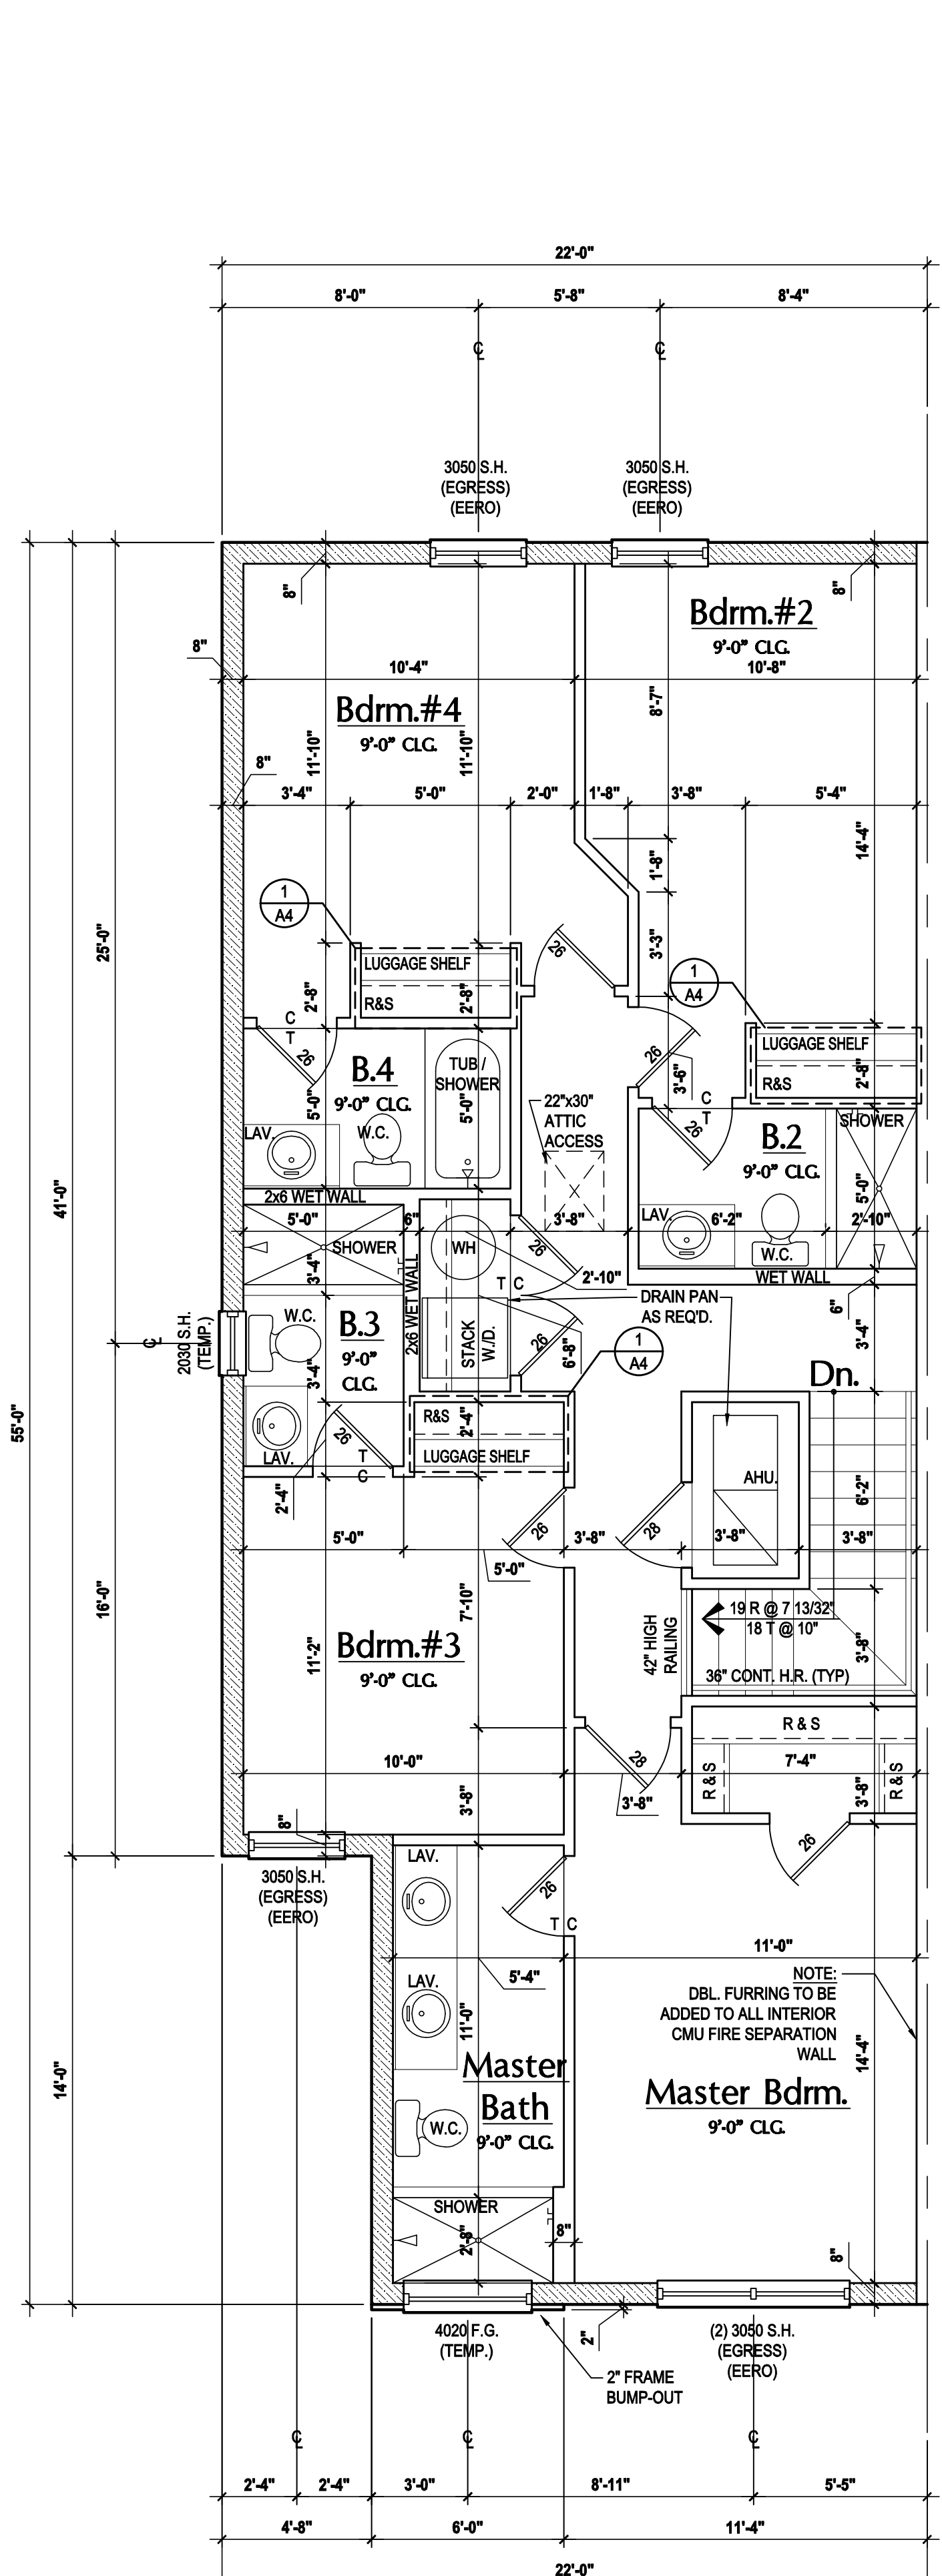 22'-0"
8'-0" 5'-8" 8'-4"
℄ ℄
3050 S.H.
(EGRESS)
(EERO)
3050 S.H.
(EGRESS)
(EERO)
8"
8"
Bdrm.#2
9'-0" CLG.
8"
10'-4" 10'-8"
8'-7"
Bdrm.#4
9'-0" CLG.
11'-10"
11'-10"
8"
3'-4" 5'-0" 2'-0" 1'-8" 3'-8" 5'-4"
14'-4"
1'-8"
1
A4
25'-0"
3'-3"
LUGGAGE SHELF
R&S
2'-8"
2'-8"
26
1
A4
C
T
26
26
3'-6"
LUGGAGE SHELF
R&S
2'-8"
B.4
9'-0" CLG.
5'-0"
TUB /
SHOWER
5'-0"
22"x30"
ATTIC
ACCESS
C
T
26
SHOWER
B.2
9'-0" CLG.
5'-0"
LAV.
W.C.
41'-0"
2x6 WET WALL
5'-0" 6" 3'-8" 6'-2" 2'-10"
LAV.
W.C.
SHOWER
3'-4"
WH
26
2x6 WET WALL
T C
2'-10"
WET WALL
DRAIN PAN
AS REQ'D.
6"
3'-4"
℄
2030 S.H.
(TEMP.)
W.C.
B.3
9'-0"
CLG.
3'-4"
STACK
W./D.
26
6'-8"
1
A4
Dn.
55'-0"
R&S
2'-4"
LUGGAGE SHELF
LAV.
26
T
C
2'-4"
AHU.
6'-2"
26
28
5'-0" 3'-8" 3'-8" 3'-8"
5'-0"
16'-0"
7'-10"
11'-2"
Bdrm.#3
9'-0" CLG.
42" HIGH
RAILING
19 R @ 7 13/32"
18 T @ 10"
3'-8"
36" CONT. H.R. (TYP)
R & S
28
10'-0" 7'-4"
3'-8"
R & S
R & S
3'-8"
3'-8"
8"
26
3050 S.H.
(EGRESS)
(EERO)
LAV.
26
T C
11'-0"
5'-4"
LAV.
NOTE:
DBL. FURRING TO BE
ADDED TO ALL INTERIOR
CMU FIRE SEPARATION
WALL
11'-0"
14'-4"
14'-0"
Master
Bath
9'-0" CLG.
W.C.
Master Bdrm.
9'-0" CLG.
SHOWER
2'-8"
8"
8"
4020 F.G.
(TEMP.)
2"
(2) 3050 S.H.
(EGRESS)
(EERO)
2" FRAME
BUMP-OUT
℄ ℄ ℄
2'-4" 2'-4" 3'-0" 8'-11" 5'-5"
4'-8" 6'-0" 11'-4"
22'-0"